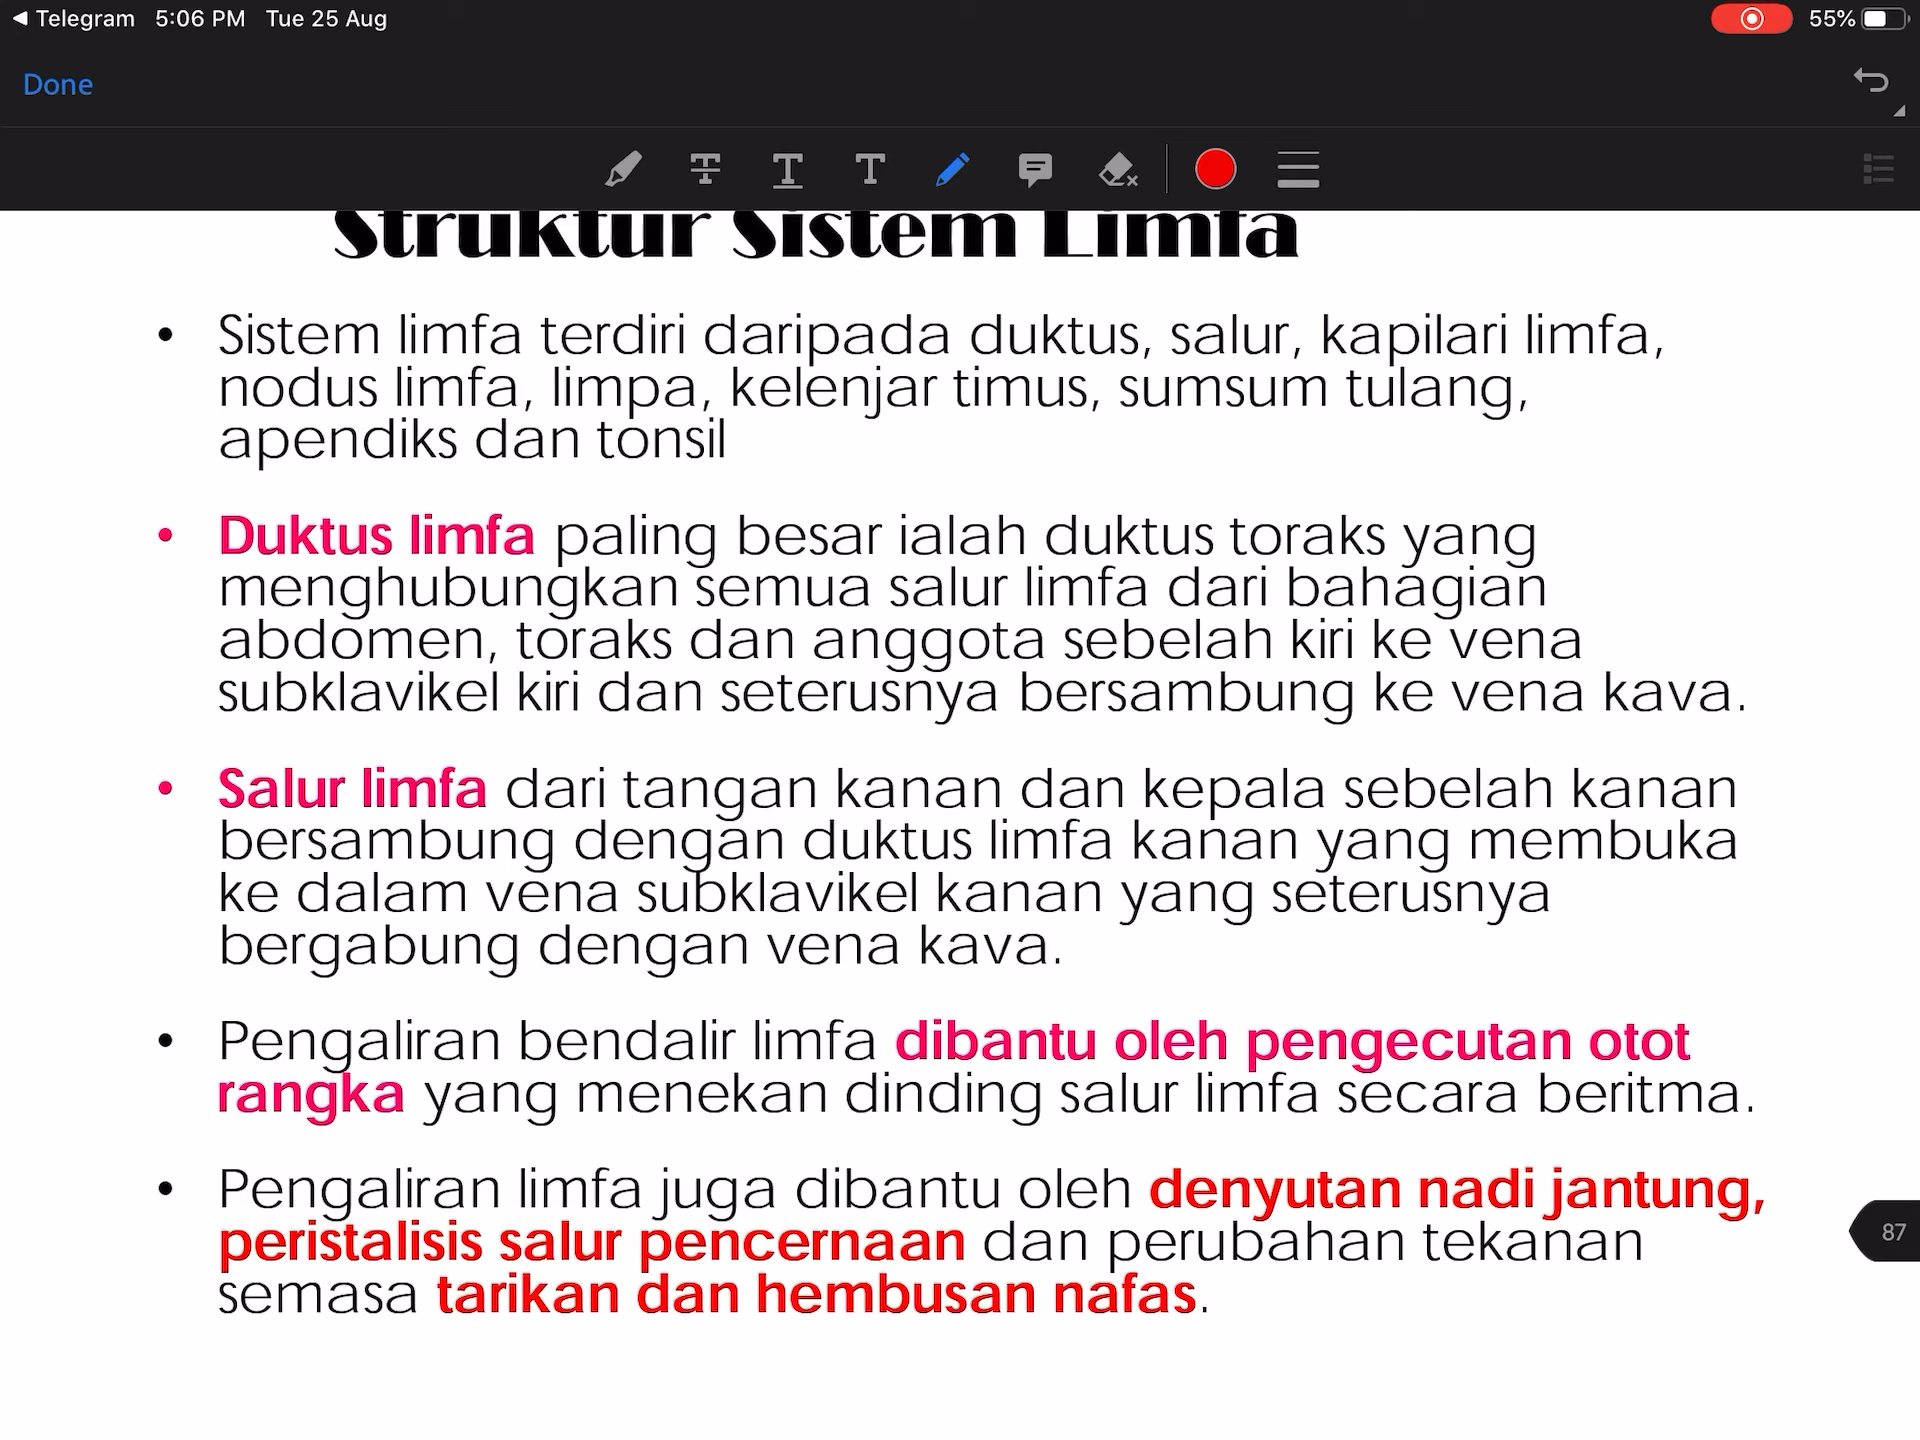 Telegram 5:06 PM Tue 25 Aug 55%
Done
Struktur Sistem Limfa
• Sistem limfa terdiri daripada duktus, salur, kapilari limfa,
nodus limfa, limpa, kelenjar timus, sumsum tulang,
apendiks dan tonsil
• Duktus limfa paling besar ialah duktus toraks yang
menghubungkan semua salur limfa dari bahagian
abdomen, toraks dan anggota sebelah kiri ke vena
subklavikel kiri dan seterusnya bersambung ke vena kava.
• Salur limfa dari tangan kanan dan kepala sebelah kanan
bersambung dengan duktus limfa kanan yang membuka
ke dalam vena subklavikel kanan yang seterusnya
bergabung dengan vena kava.
• Pengaliran bendalir limfa dibantu oleh pengecutan otot
rangka yang menekan dinding salur limfa secara beritma.
• Pengaliran limfa juga dibantu oleh denyutan nadi jantung,
peristalisis salur pencernaan dan perubahan tekanan
semasa tarikan dan hembusan nafas.
87